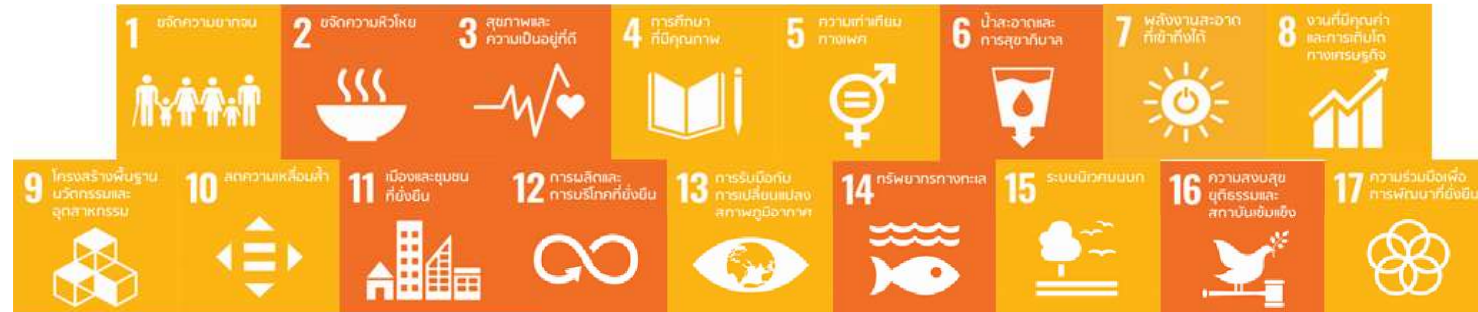 1 ขจัดความยากจน
2 ขจัดความหิวโหย
3 สุขภาพและ
ความเป็นอยู่ที่ดี
4 การศึกษา
ที่มีคุณภาพ
5 ความเท่าเทียม
ทางเพศ
6 น้ำสะอาดและ
การสุขาภิบาล
7 พลังงานสะอาด
ที่เข้าถึงได้
8 งานที่มีคุณค่า
และการเติบโต
ทางเศรษฐกิจ
9 โครงสร้างพื้นฐาน
นวัตกรรมและ
อุตสาหกรรม
10 ลดความเหลื่อมล้ำ
11 เมืองและชุมชน
ที่ยั่งยืน
12 การผลิตและ
การบริโภคที่ยั่งยืน
13 การรับมือกับ
การเปลี่ยนแปลง
สภาพภูมิอากาศ
14 ทรัพยากรทางทะเล
15 ระบบนิเวศบนบก
16 ความสงบสุข
ยุติธรรมและ
สถาบันเข้มแข็ง
17 ความร่วมมือเพื่อ
การพัฒนาที่ยั่งยืน